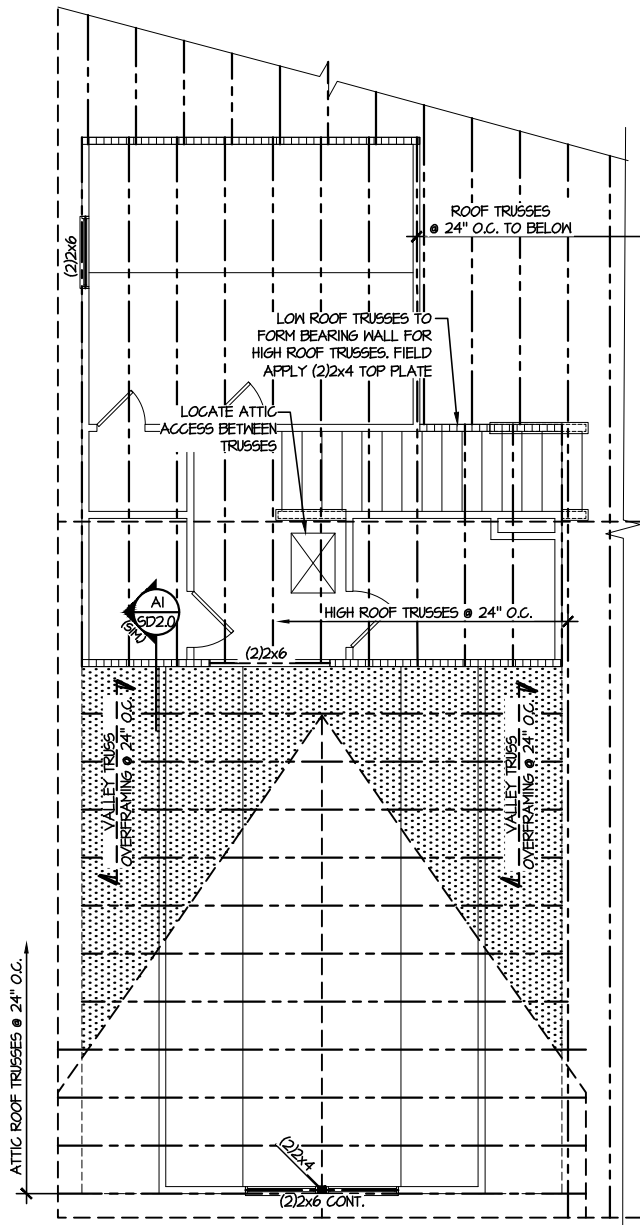 ROOF TRUSSES
@ 24" O.C. TO BELOW
(2)2x6
LOW ROOF TRUSSES TO
FORM BEARING WALL FOR
HIGH ROOF TRUSSES. FIELD
APPLY (2)2x4 TOP PLATE
LOCATE ATTIC
ACCESS BETWEEN
TRUSSES
A1
SD2.0
(SIM)
HIGH ROOF TRUSSES @ 24" O.C.
(2)2x6
VALLEY TRUSS
OVERFRAMING @ 24" O.C.
VALLEY TRUSS
OVERFRAMING @ 24" O.C.
ATTIC ROOF TRUSSES @ 24" O.C.
(2)2x4
(2)2x6 CONT.